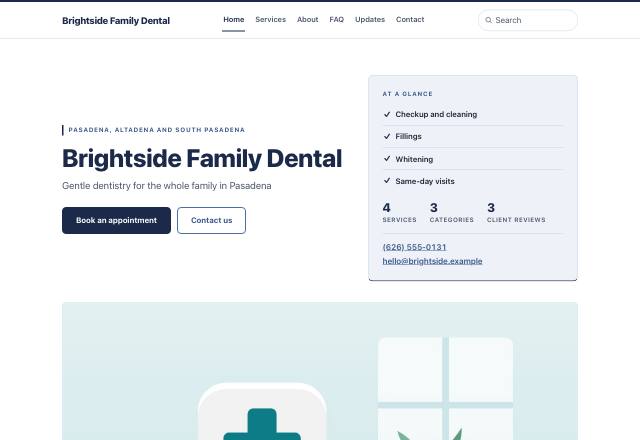 Brightside Family Dental
Home Services About FAQ Updates Contact
Search
PASADENA, ALTADENA AND SOUTH PASADENA
Brightside Family Dental
Gentle dentistry for the whole family in Pasadena
Book an appointment
Contact us
AT A GLANCE
Checkup and cleaning
Fillings
Whitening
Same-day visits
4 3 3
SERVICES CATEGORIES CLIENT REVIEWS
(626) 555-0131
hello@brightside.example